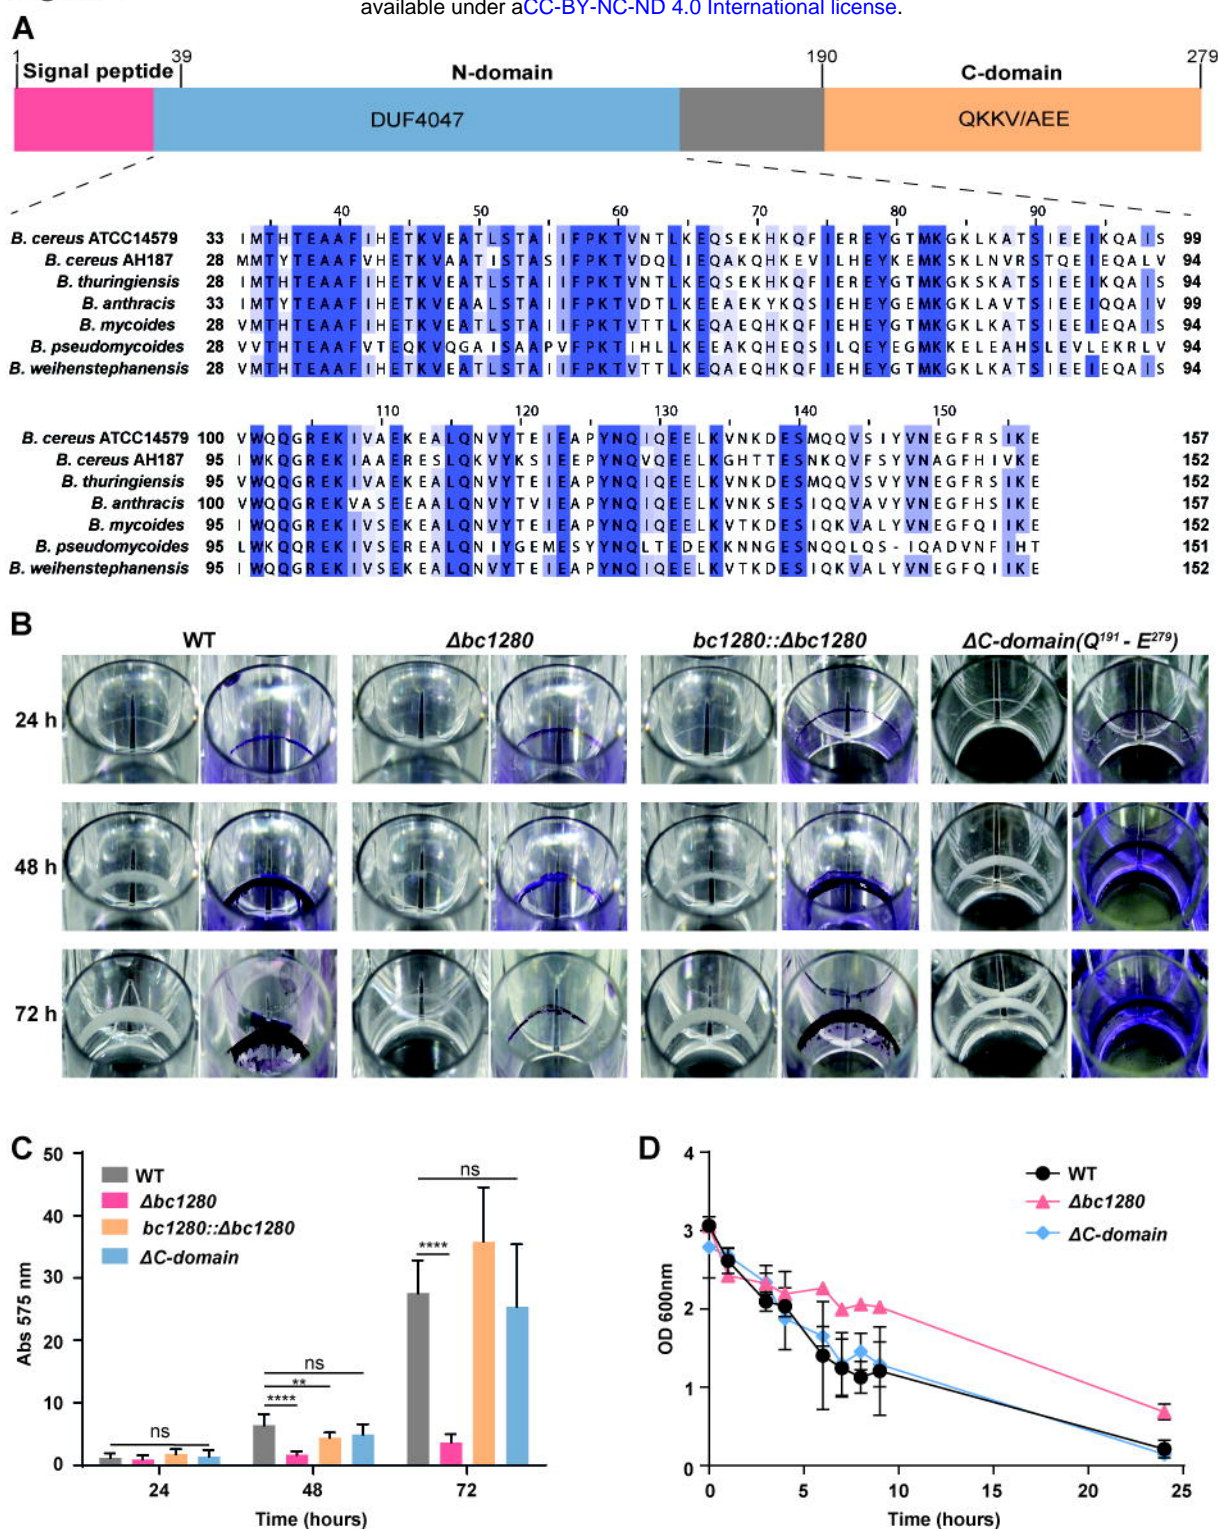 available under aCC-BY-NC-ND 4.0 International license.
A
1 39 190 279
Signal peptide N-domain C-domain
DUF4047 QKKV/AEE
40 50 60 70 80 90
B. cereus ATCC14579 33 IMTHTEAAFIHETKVEATLSTAIIFPKTVNTLKEQSEKHKQFIEREYGTMKGKLKATSIEEIKQAIS 99
B. cereus AH187 28 MMTYTEAAFVHETKVAATISTASIFPKTVDQLIEQAKQHKEVILHEYKEMKSKLNVRSTQEIEQALV 94
B. thuringiensis 28 IMTHTEAAFIHETKVEATLSTAIIFPKTVNTLKEQSEKHKQFIEHEYGTMKGKSKATSIEEIKQAIS 94
B. anthracis 33 IMTYTEAAFIHETKVEAALSTAIIFPKTVDTLKEEAEKYKQSIEHEYGTMKGKLAVTSIEEIQQAIV 99
B. mycoides 28 VMTHTEAAFIHETKVEATLSTAIIFPKTVTTLKEQAEQHKQFIEHEYGTMKGKLKATSIEEIEQAIS 94
B. pseudomycoides 28 VVTHTEAAFVTEQKVQGAISAAPVFPKTIHLLKEEAKQHEQSILQEYGEMKKELEAHSLEVLEKRLV 94
B. weihenstephanensis 28 VMTHTEAAFIHETKVEATLSTAIIFPKTVTTLKEQAEQHKQFIEHEYGTMKGKLKATSIEEIEQAIS 94
110 120 130 140 150
B. cereus ATCC14579 100 VWQQGREKIVAEKEALQNVYTEIEAPYNQIQEELKVNKDESMQQVSIYVNEGFRSIKE 157
B. cereus AH187 95 IWKQGREKIAAERESLQKVYKSIEEPYNQVQEELKGHTTESNKQVFSYVNAGFHIVKE 152
B. thuringiensis 95 VWQQGREKIVAEKEALQNVYTEIEAPYNQIQEELKVNKDESMQQVSIYVNEGFRSIKE 152
B. anthracis 100 VWQQGREKVASEEAALQNVYTVIEAPYNQIQEELKVNKSESIQQVAVYVNEGFHSIKE 157
B. mycoides 95 IWQQGREKIVSEKEALQNVYTEIEAPYNQIQEELKVTKDESIQKVALYVNEGFQIIKE 152
B. pseudomycoides 95 LWKQQREKIVSEREALQNIYGEMESYYNQLTEDEKKNNGESNQQLQS-IQADVNFIHT 151
B. weihenstephanensis 95 IWQQGREKIVSEKEALQNVYTEIEAPYNQIQEELKVTKDESIQKVALYVNEGFQIIKE 152
B
WT Δbc1280 bc1280::Δbc1280 ΔC-domain(Q191 - E279)
24 h
48 h
72 h
C
50
40
30
20
10
0
Abs 575 nm
WT
Δbc1280
bc1280::Δbc1280
ΔC-domain
ns
**** ** ns
**** ns
24 48 72
Time (hours)
D
4
3
2
1
0
OD 600nm
WT
Δbc1280
ΔC-domain
0 5 10 15 20 25
Time (hours)